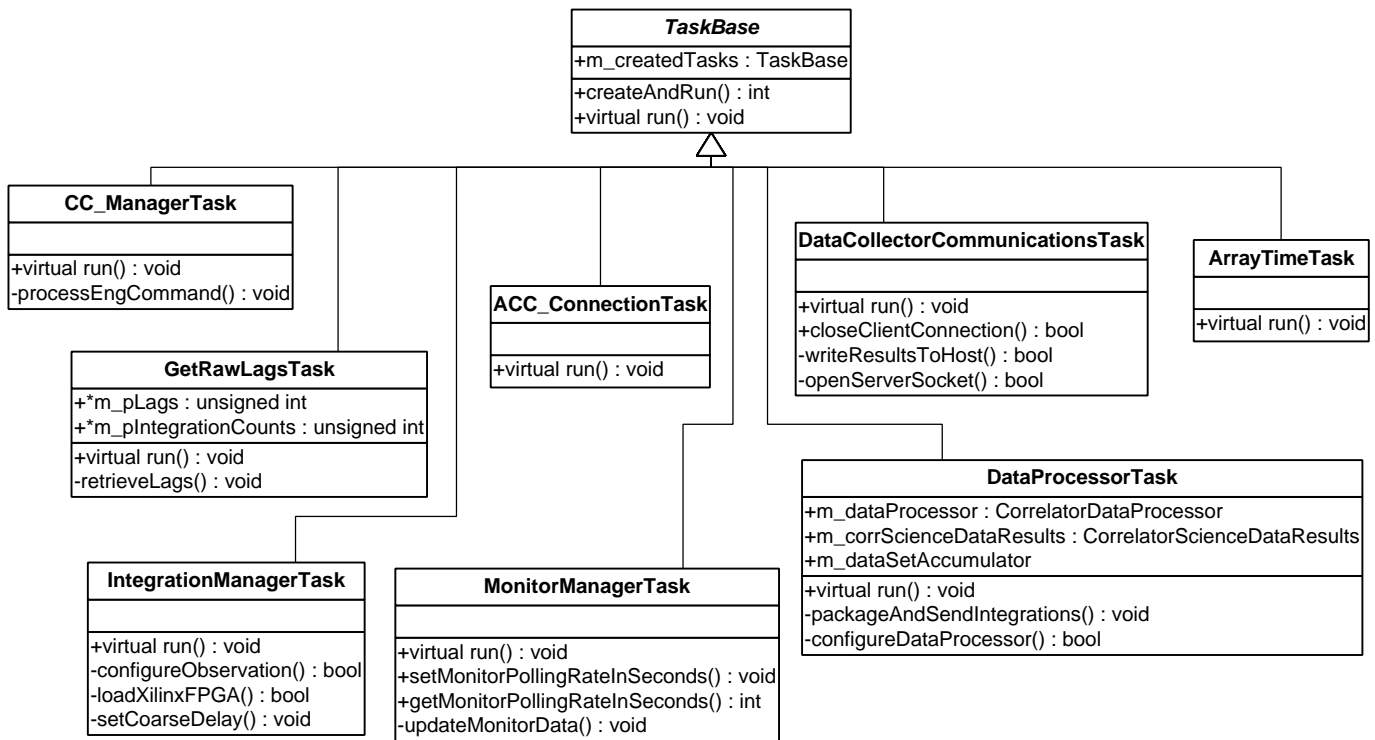 TaskBase
+m_createdTasks : TaskBase
+createAndRun() : int
+virtual run() : void
CC_ManagerTask
+virtual run() : void
-processEngCommand() : void
GetRawLagsTask
+*m_pLags : unsigned int
+*m_pIntegrationCounts : unsigned int
+virtual run() : void
-retrieveLags() : void
ACC_ConnectionTask
+virtual run() : void
DataCollectorCommunicationsTask
+virtual run() : void
+closeClientConnection() : bool
-writeResultsToHost() : bool
-openServerSocket() : bool
ArrayTimeTask
+virtual run() : void
IntegrationManagerTask
+virtual run() : void
-configureObservation() : bool
-loadXilinxFPGA() : bool
-setCoarseDelay() : void
MonitorManagerTask
+virtual run() : void
+setMonitorPollingRateInSeconds() : void
+getMonitorPollingRateInSeconds() : int
-updateMonitorData() : void
DataProcessorTask
+m_dataProcessor : CorrelatorDataProcessor
+m_corrScienceDataResults : CorrelatorScienceDataResults
+m_dataSetAccumulator
+virtual run() : void
-packageAndSendIntegrations() : void
-configureDataProcessor() : bool